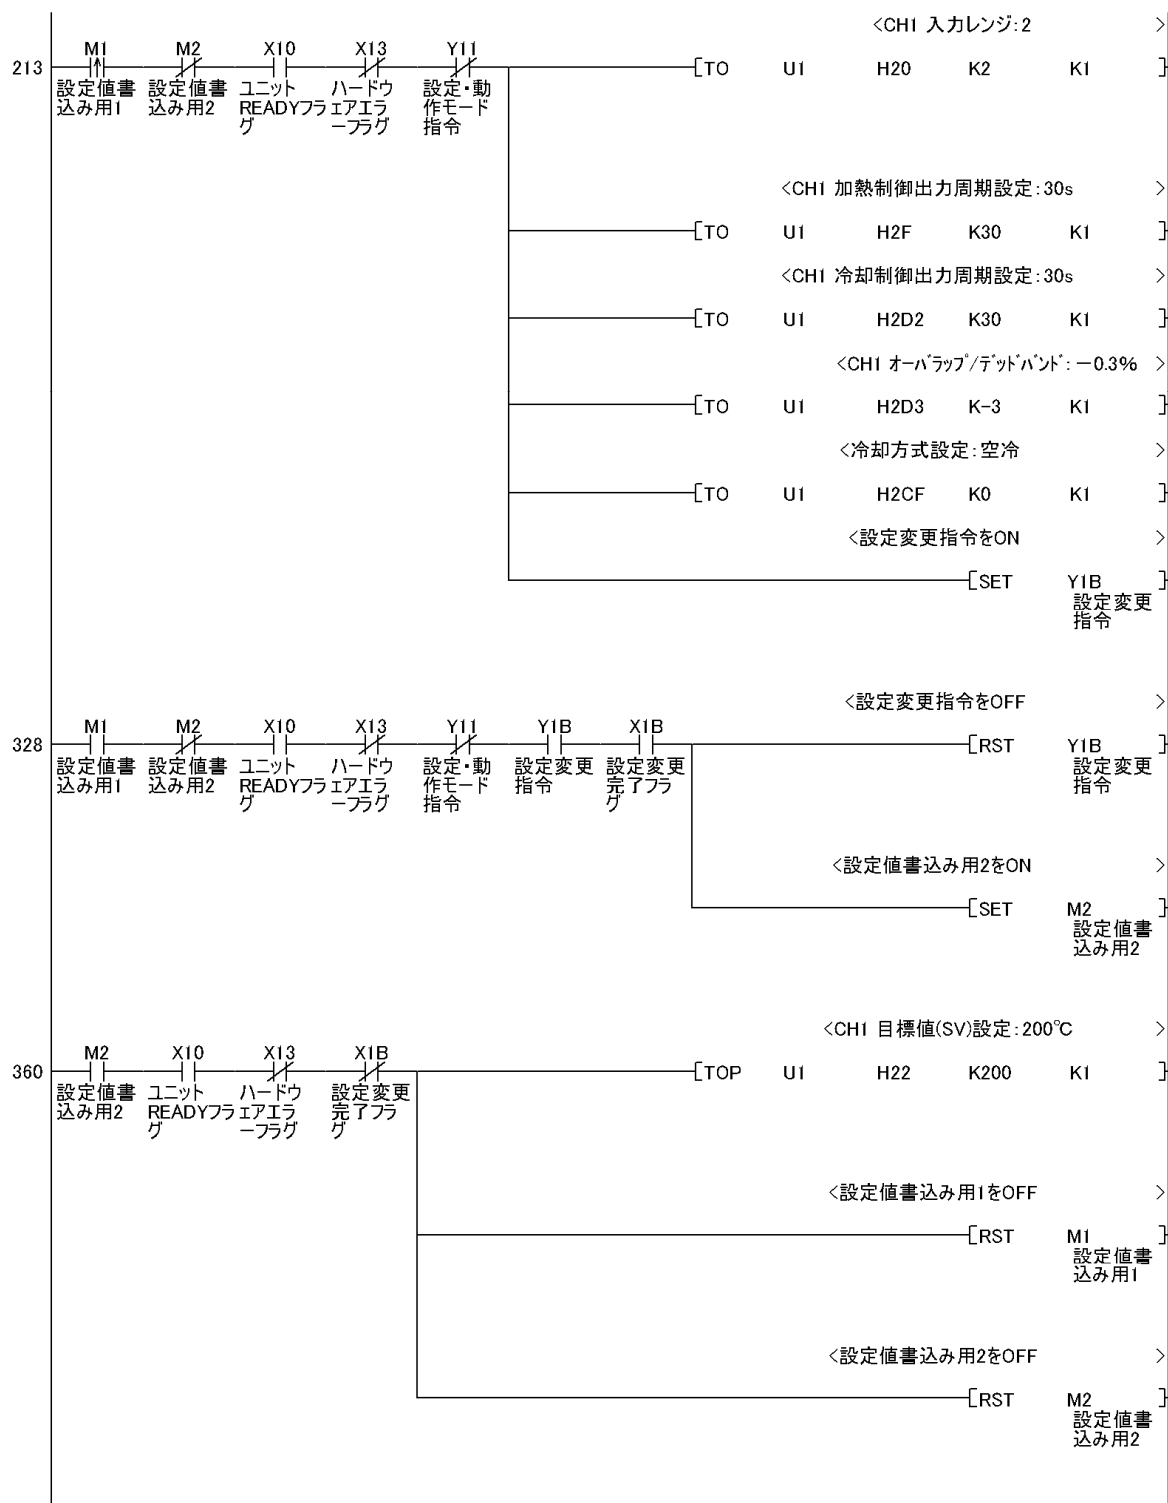 <CH1 入力レンジ:2 >
M1 M2 X10 X13 Y11
213 [TO U1 H20 K2 K1 ]
設定値書 設定値書 ユニット ハードウ 設定・動
込み用1 込み用2 READYフラ ェアエラ 作モード
グ ーフラグ 指令
<CH1 加熱制御出力周期設定:30s >
[TO U1 H2F K30 K1 ]
<CH1 冷却制御出力周期設定:30s >
[TO U1 H2D2 K30 K1 ]
<CH1 オーバラップ/デッドバンド:-0.3% >
[TO U1 H2D3 K-3 K1 ]
<冷却方式設定:空冷 >
[TO U1 H2CF K0 K1 ]
<設定変更指令をON >
[SET Y1B ]
設定変更
指令
<設定変更指令をOFF >
M1 M2 X10 X13 Y11 Y1B X1B
328 [RST Y1B ]
設定値書 設定値書 ユニット ハードウ 設定・動 設定変更 設定変更 設定変更
込み用1 込み用2 READYフラ ェアエラ 作モード 指令 完了フラ 指令
グ ーフラグ 指令 グ
<設定値書込み用2をON >
[SET M2 ]
設定値書
込み用2
<CH1 目標値(SV)設定:200℃ >
M2 X10 X13 X1B
360 [TOP U1 H22 K200 K1 ]
設定値書 ユニット ハードウ 設定変更
込み用2 READYフラ ェアエラ 完了フラ
グ ーフラグ グ
<設定値書込み用1をOFF >
[RST M1 ]
設定値書
込み用1
<設定値書込み用2をOFF >
[RST M2 ]
設定値書
込み用2